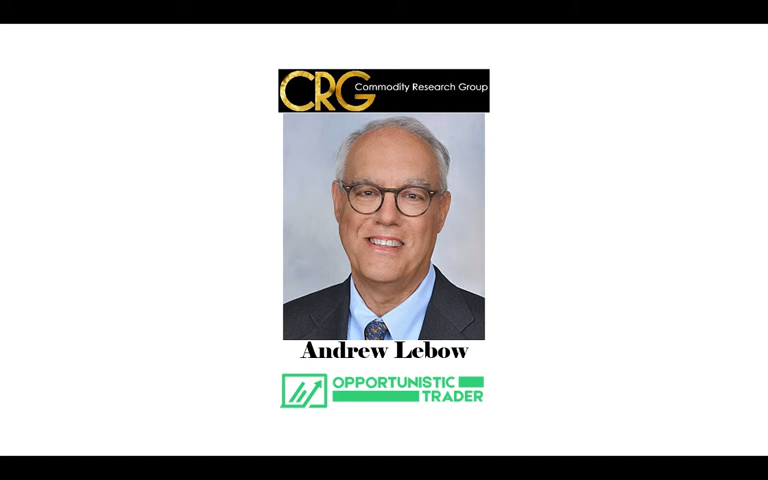 CRG Commodity Research Group
Andrew Lebow
OPPORTUNISTIC
TRADER